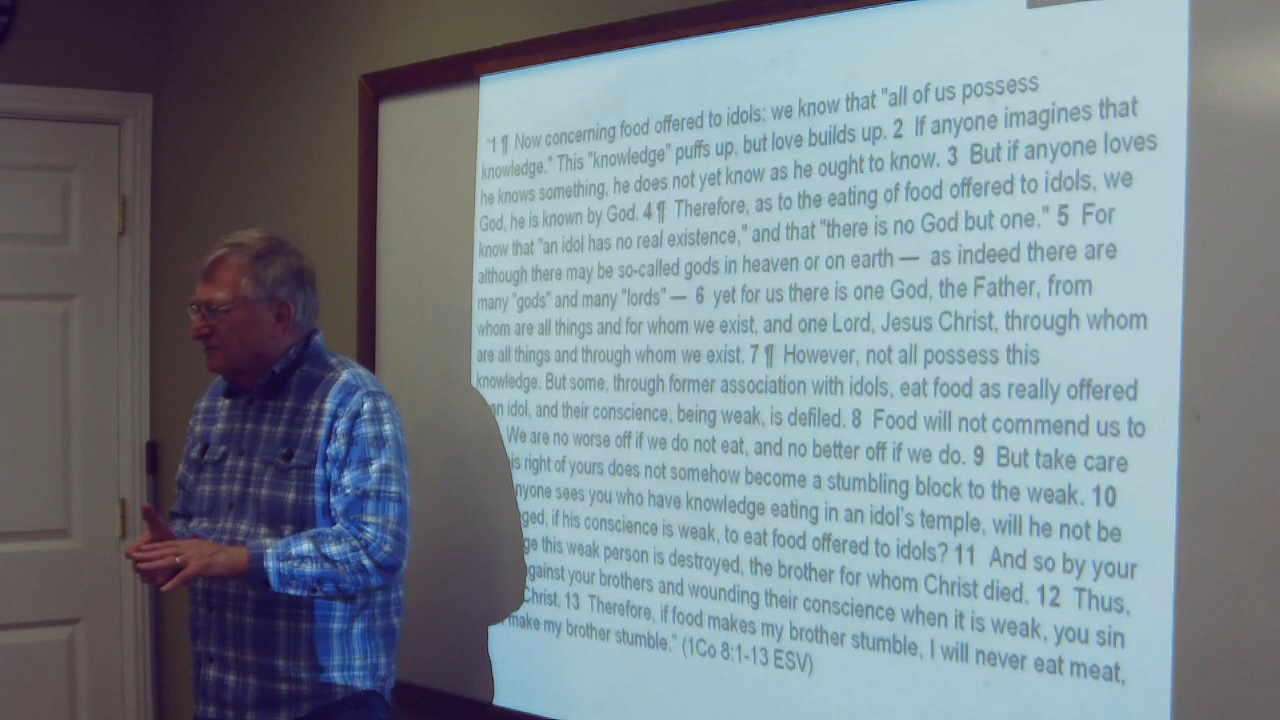 "1 ¶ Now concerning food offered to idols: we know that "all of us possess
knowledge." This "knowledge" puffs up, but love builds up. 2 If anyone imagines that
he knows something, he does not yet know as he ought to know. 3 But if anyone loves
God, he is known by God. 4 ¶ Therefore, as to the eating of food offered to idols, we
know that "an idol has no real existence," and that "there is no God but one." 5 For
although there may be so-called gods in heaven or on earth — as indeed there are
many "gods" and many "lords" — 6 yet for us there is one God, the Father, from
whom are all things and for whom we exist, and one Lord, Jesus Christ, through whom
are all things and through whom we exist. 7 ¶ However, not all possess this
knowledge. But some, through former association with idols, eat food as really offered
an idol, and their conscience, being weak, is defiled. 8 Food will not commend us to
We are no worse off if we do not eat, and no better off if we do. 9 But take care
is right of yours does not somehow become a stumbling block to the weak. 10
nyone sees you who have knowledge eating in an idol's temple, will he not be
ged, if his conscience is weak, to eat food offered to idols? 11 And so by your
ge this weak person is destroyed, the brother for whom Christ died. 12 Thus,
gainst your brothers and wounding their conscience when it is weak, you sin
Christ. 13 Therefore, if food makes my brother stumble, I will never eat meat,
make my brother stumble." (1Co 8:1-13 ESV)